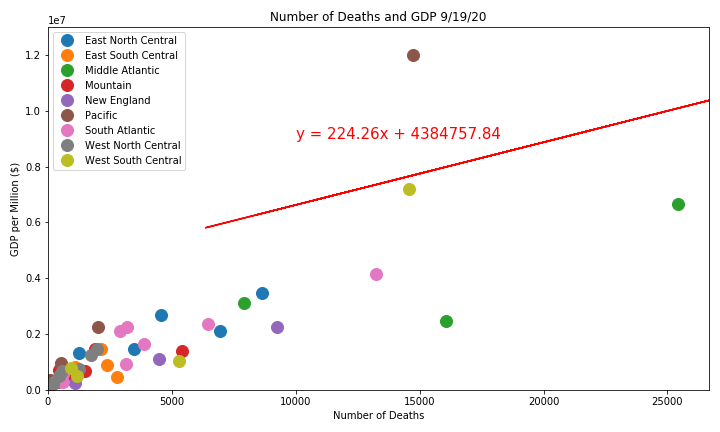 Number of Deaths and GDP 9/19/20
1e7
East North Central
East South Central
Middle Atlantic
Mountain
New England
Pacific
South Atlantic
West North Central
West South Central
y = 224.26x + 4384757.84
GDP per Million ($)
1.2
1.0
0.8
0.6
0.4
0.2
0.0
0 5000 10000 15000 20000 25000
Number of Deaths